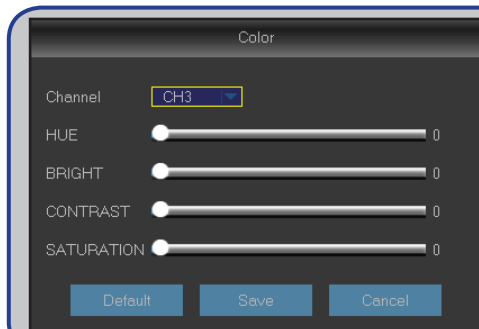 Color
Channel CH3
HUE 0
BRIGHT 0
CONTRAST 0
SATURATION 0
Default Save Cancel